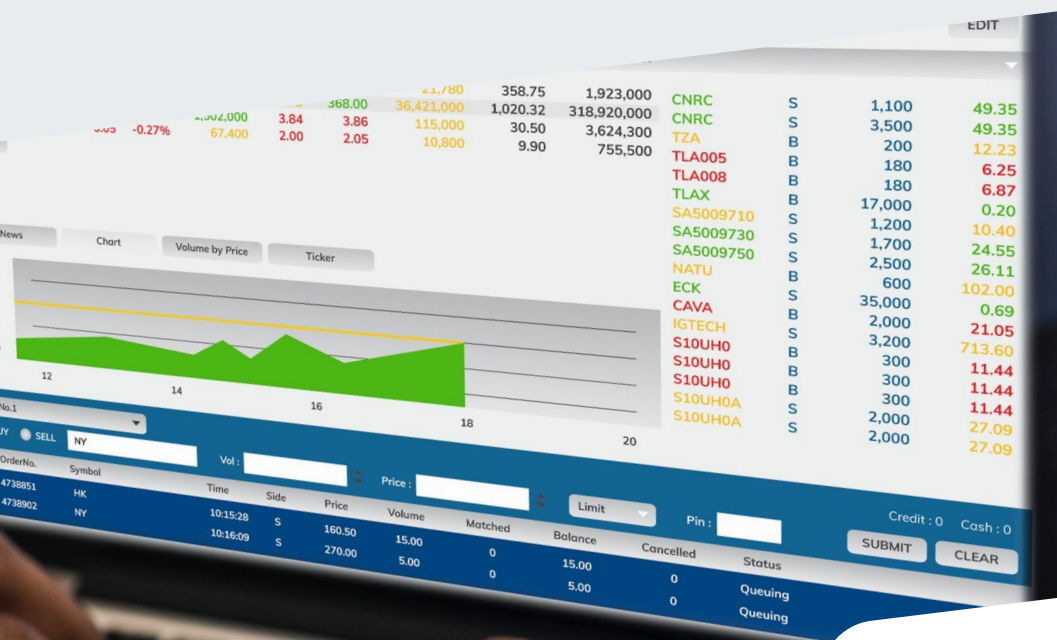 EDIT
21,780 358.75 1,923,000
368.00 36,421,000 1,020.32 318,920,000
1,502,000 3.84 3.86 115,000 30.50 3,624,300
-0.27% 67,400 2.00 2.05 10,800 9.90 755,500
CNRC S 1,100 49.35
CNRC S 3,500 49.35
TZA B 200 12.23
TLA005 B 180 6.25
TLA008 B 180 6.87
TLAX B 17,000 0.20
SA5009710 S 1,200 10.40
SA5009730 S 1,700 24.55
SA5009750 S 2,500 26.11
NATU B 600 102.00
ECK S 35,000 0.69
CAVA B 2,000 21.05
IGTECH S 3,200 713.60
S10UH0 B 300 11.44
S10UH0 B 300 11.44
S10UH0 B 300 11.44
S10UH0A S 2,000 27.09
S10UH0A S 2,000 27.09
News Chart Volume by Price Ticker
12 14 16 18 20
No.1
SELL NY Vol : Price : Limit Pin : Credit : 0 Cash : 0
SUBMIT CLEAR
OrderNo. Symbol Time Side Price Volume Matched Balance Cancelled Status
4738851 HK 10:15:28 S 160.50 15.00 0 15.00 0 Queuing
4738902 NY 10:16:09 S 270.00 5.00 0 5.00 0 Queuing